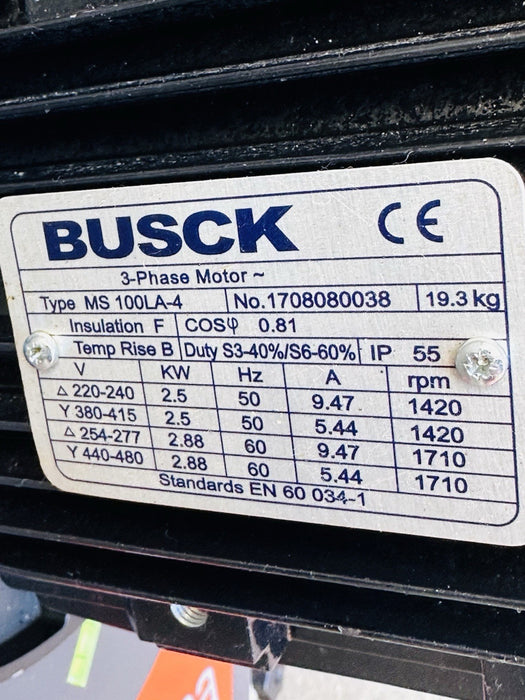 BUSCK CE
3-Phase Motor ~
Type MS 100LA-4 No.1708080038 19.3 kg
Insulation F COSφ 0.81
Temp Rise B Duty S3-40%/S6-60% IP 55
V KW Hz A rpm
Δ 220-240 2.5 50 9.47 1420
Y 380-415 2.5 50 5.44 1420
Δ 254-277 2.88 60 9.47 1710
Y 440-480 2.88 60 5.44 1710
Standards EN 60 034-1